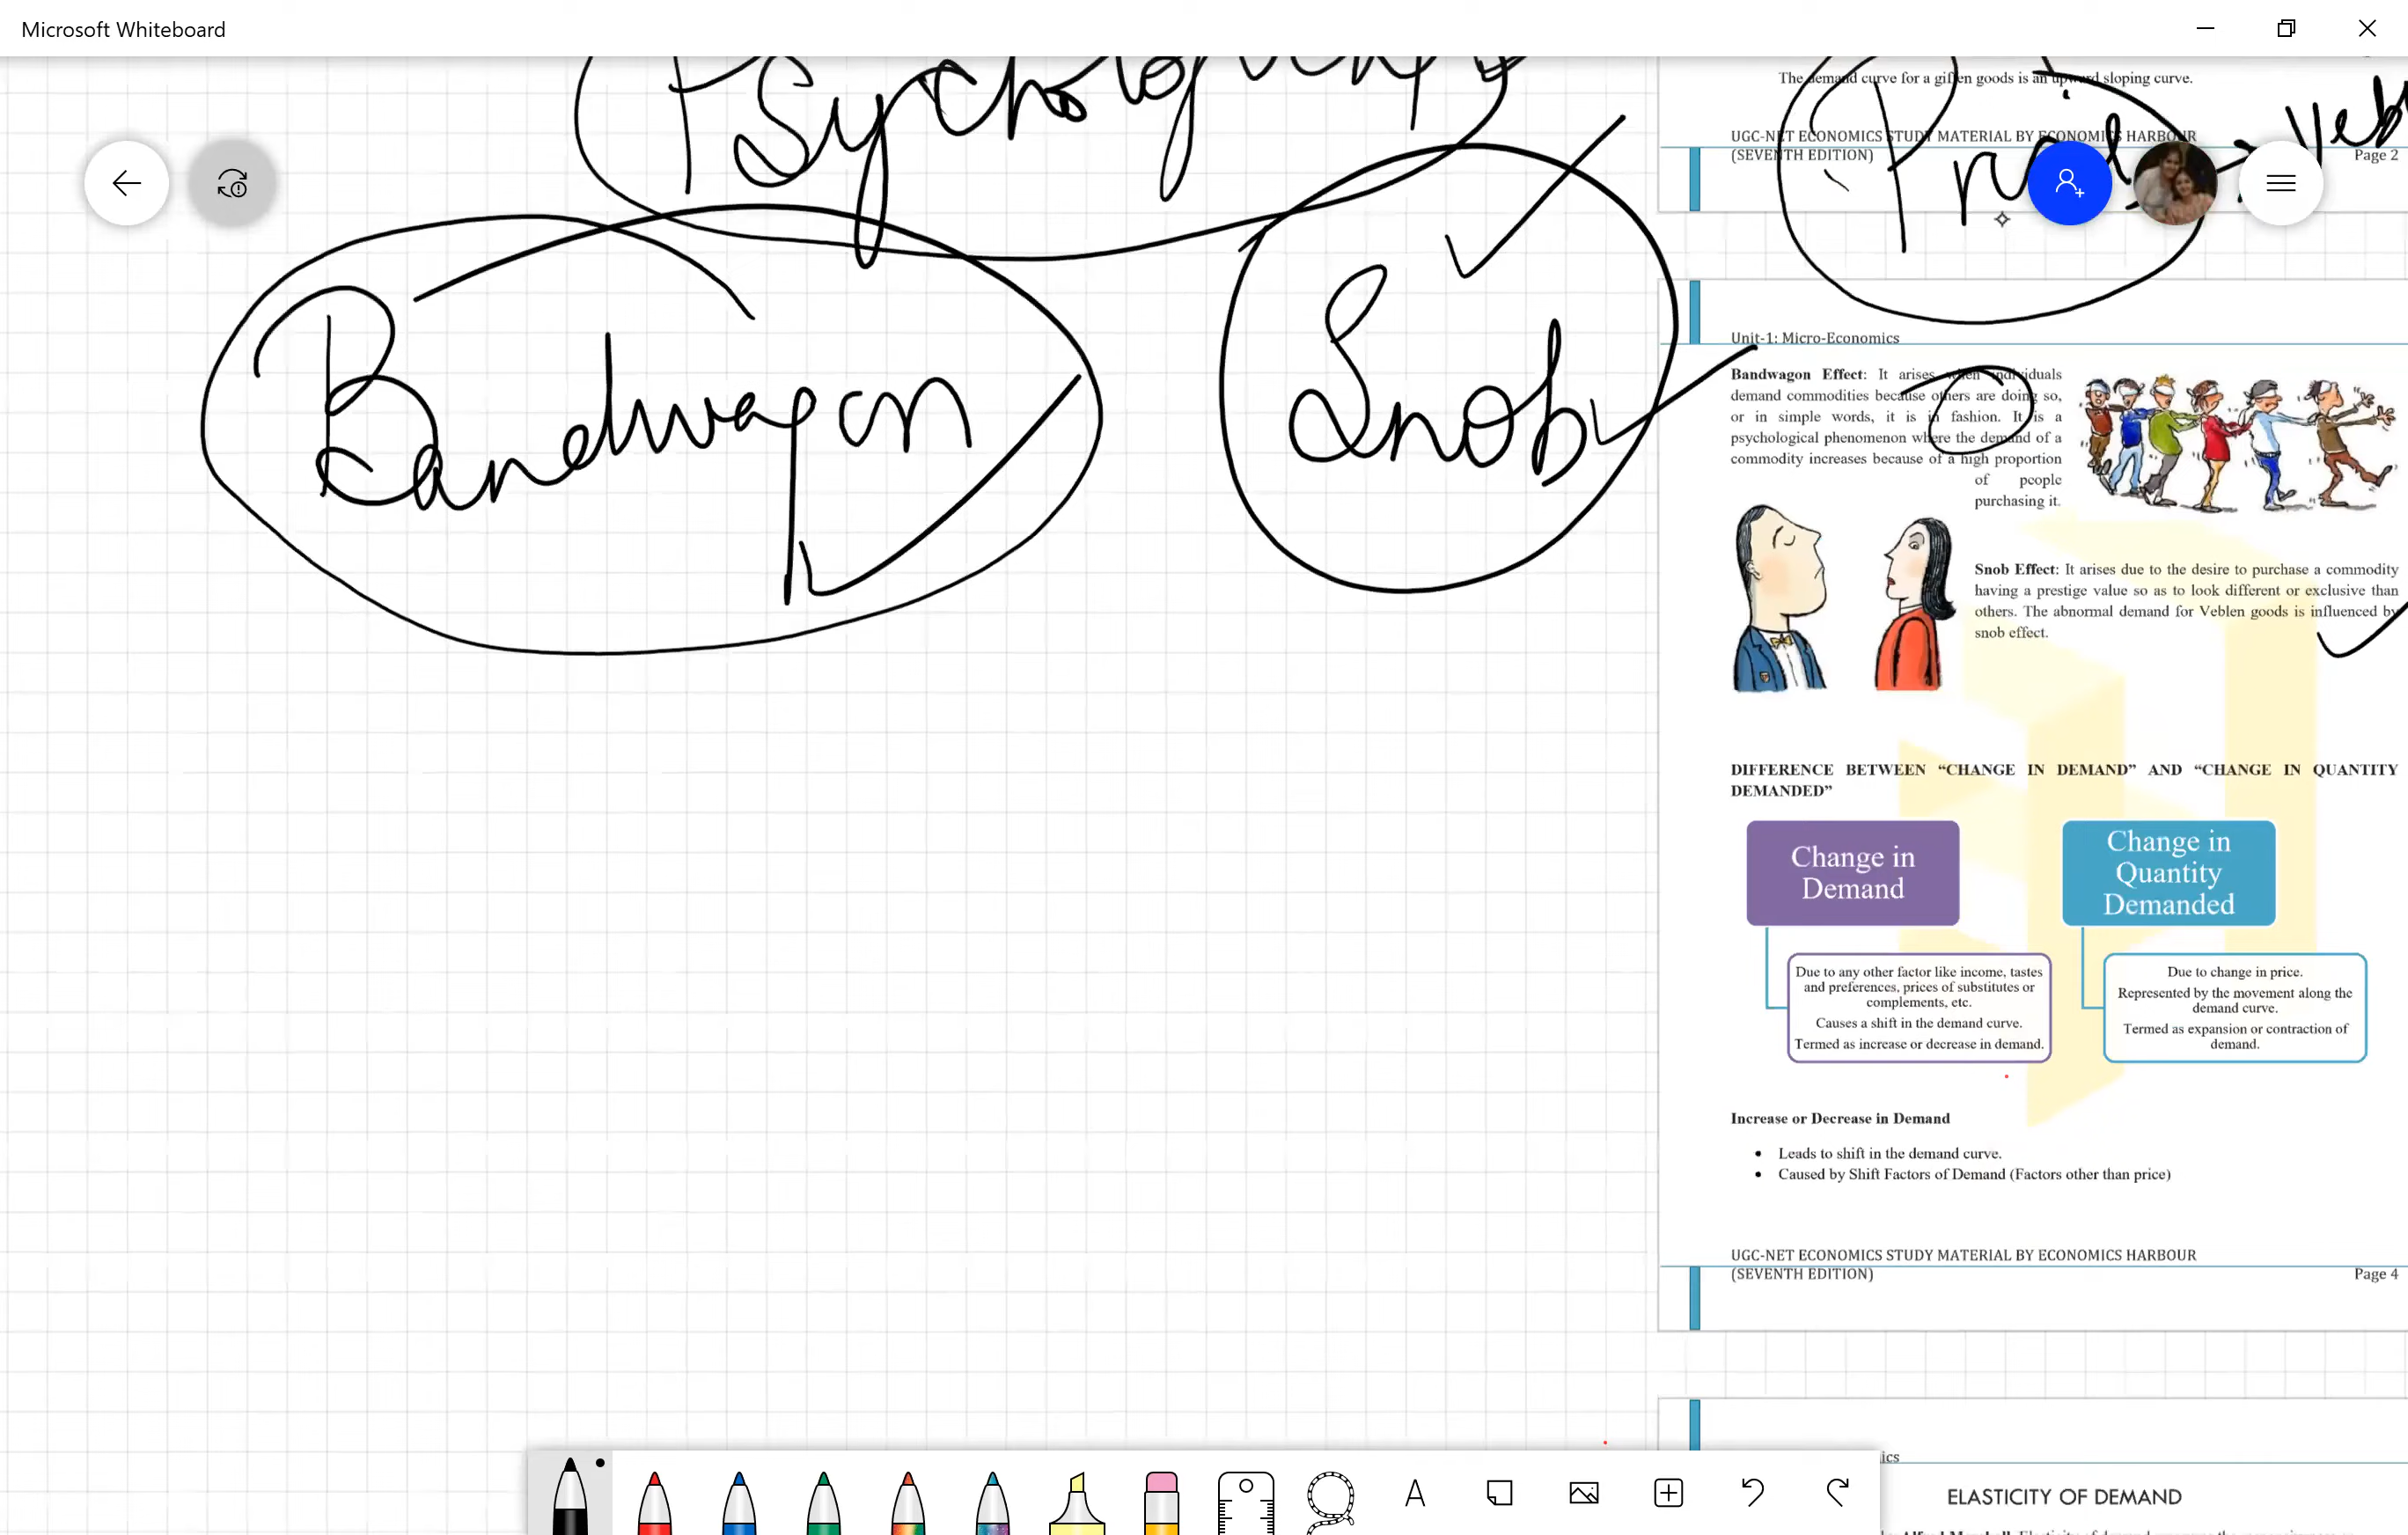 Microsoft Whiteboard
Bandwagon
Snob
The demand curve for a giffen goods is an upward sloping curve.
UGC-NET ECONOMICS STUDY MATERIAL BY ECONOMICS HARBOUR
(SEVENTH EDITION)
Page 2
Unit-1: Micro-Economics
Bandwagon Effect: It arises when individuals
demand commodities because others are doing so,
or in simple words, it is in fashion. It is a
psychological phenomenon where the demand of a
commodity increases because of a high proportion
of people
purchasing it.
Snob Effect: It arises due to the desire to purchase a commodity
having a prestige value so as to look different or exclusive than
others. The abnormal demand for Veblen goods is influenced by
snob effect.
DIFFERENCE BETWEEN “CHANGE IN DEMAND” AND “CHANGE IN QUANTITY
DEMANDED”
Change in
Demand
Due to any other factor like income, tastes
and preferences, prices of substitutes or
complements, etc.
Causes a shift in the demand curve.
Termed as increase or decrease in demand.
Change in
Quantity
Demanded
Due to change in price.
Represented by the movement along the
demand curve.
Termed as expansion or contraction of
demand.
Increase or Decrease in Demand
• Leads to shift in the demand curve.
• Caused by Shift Factors of Demand (Factors other than price)
UGC-NET ECONOMICS STUDY MATERIAL BY ECONOMICS HARBOUR
(SEVENTH EDITION)
Page 4
ics
ELASTICITY OF DEMAND